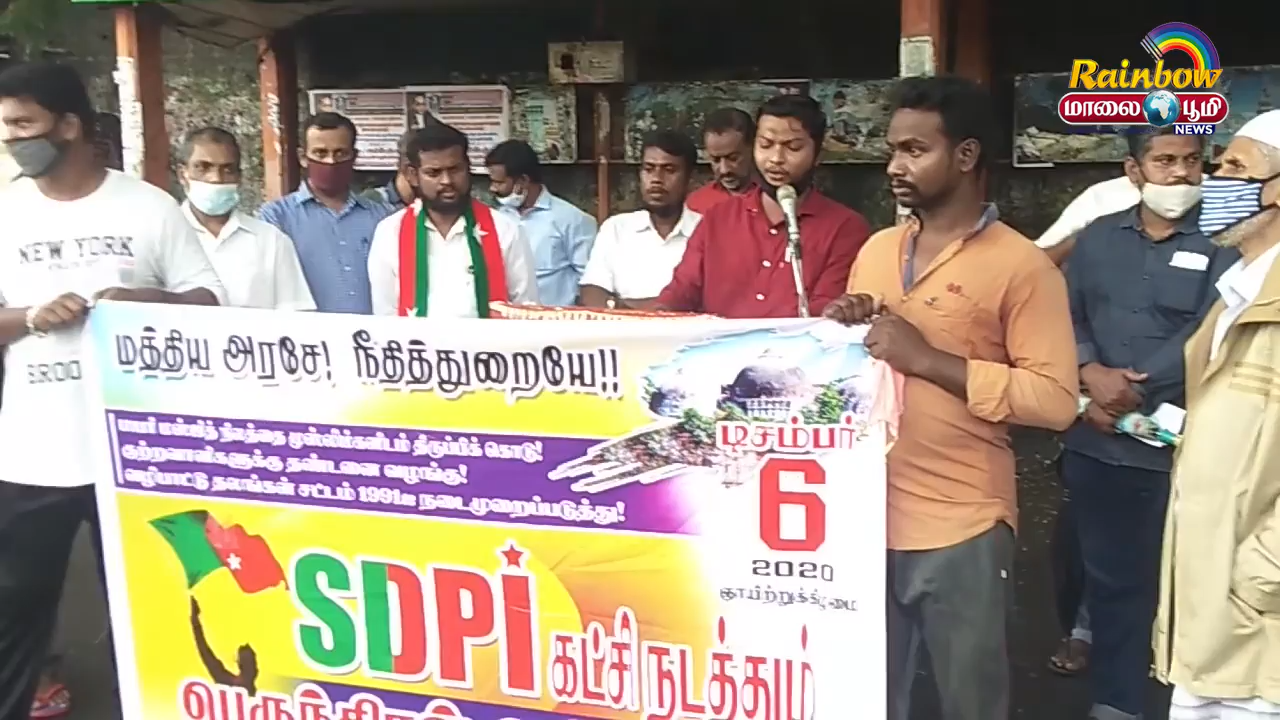 Rainbow
மாலை பூமி
NEWS
NEW YORK
மத்திய அரசே! நீதித்துறையே!!
பாபர் மஸ்ஜித் நிலத்தை முஸ்லிம்களிடம் திருப்பிக் கொடு!
குற்றவாளிகளுக்கு தண்டனை வழங்கு!
வழிபாட்டு தலங்கள் சட்டம் 1991ஐ நடைமுறைப்படுத்து!
டிசம்பர்
6
2020
ஞாயிற்றுக்கிழமை
SDPI கட்சி நடத்தும்